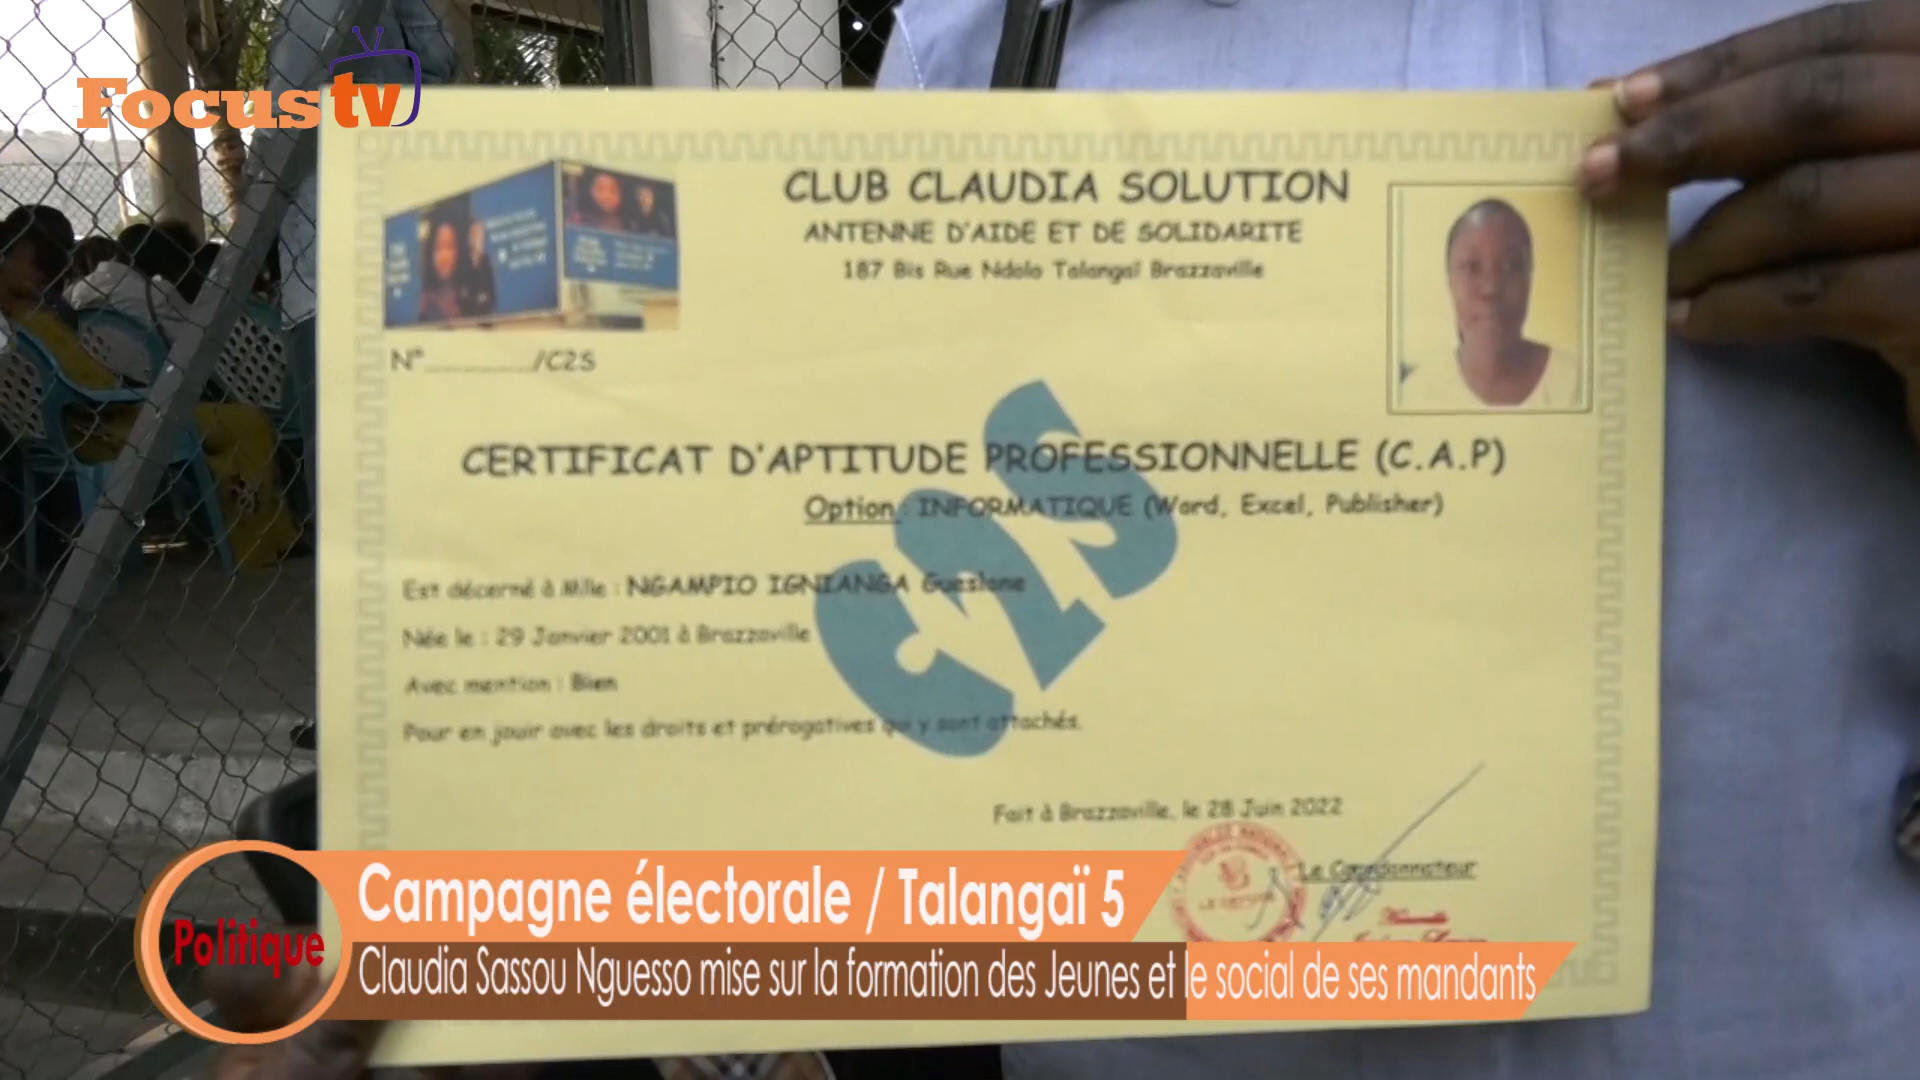 Focus tv
CLUB CLAUDIA SOLUTION
ANTENNE D'AIDE ET DE SOLIDARITE
187 Bis Rue Ndolo Talangaï Brazzaville
N°_________/C2S
CERTIFICAT D'APTITUDE PROFESSIONNELLE (C.A.P)
Option : INFORMATIQUE (Word, Excel, Publisher)
C2S
Est décerné à Mlle : NGAMPIO IGNIANGA Gueslane
Née le : 29 Janvier 2001 à Brazzaville
Avec mention : Bien
Pour en jouir avec les droits et prérogatives qui y sont attachés.
Fait à Brazzaville, le 28 Juin 2022
Le Coordonnateur
Politique
Campagne électorale / Talangaï 5
Claudia Sassou Nguesso mise sur la formation des Jeunes et le social de ses mandants